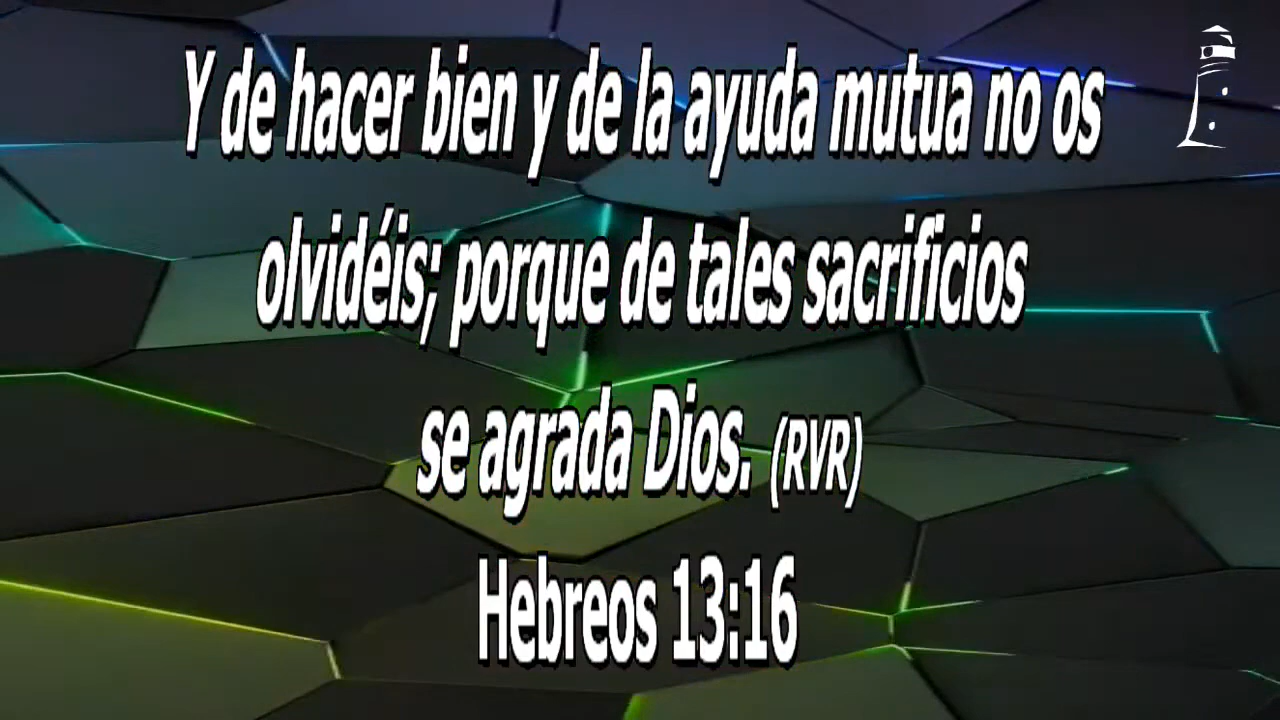 Y de hacer bien y de la ayuda mutua no os
olvidéis; porque de tales sacrificios
se agrada Dios. (RVR)
Hebreos 13:16